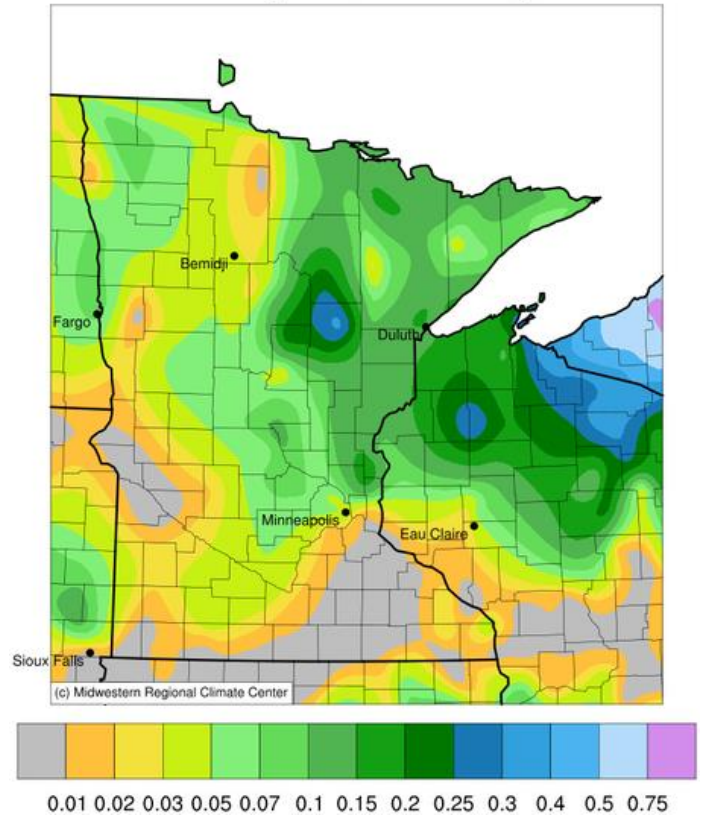 Bemidji
Fargo
Duluth
Minneapolis
Eau Claire
Sioux Falls
(c) Midwestern Regional Climate Center
0.01 0.02 0.03 0.05 0.07 0.1 0.15 0.2 0.25 0.3 0.4 0.5 0.75